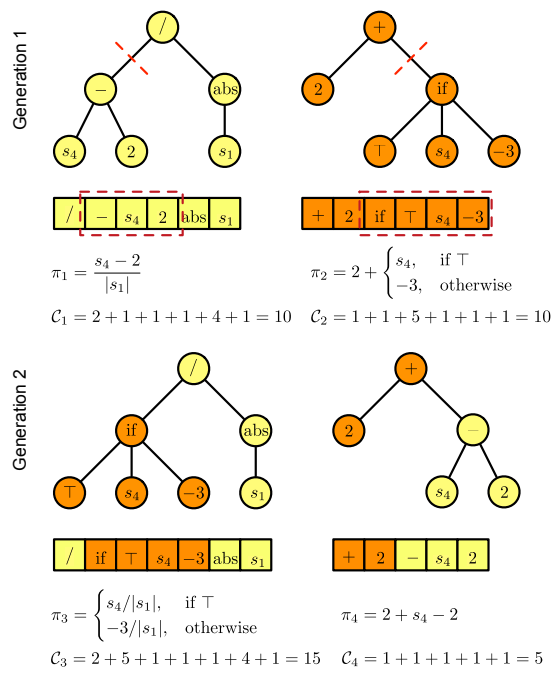 Generation 1
/
+
−
abs
2
if
s₄
2
s₁
⊤
s₄
−3
/ − s₄ 2 abs s₁
+ 2 if ⊤ s₄ −3
π₁ = (s₄ − 2) / |s₁|
π₂ = 2 + { s₄, if ⊤
−3, otherwise
𝒞₁ = 2 + 1 + 1 + 1 + 4 + 1 = 10
𝒞₂ = 1 + 1 + 5 + 1 + 1 + 1 = 10
Generation 2
/
+
if
abs
2
−
⊤
s₄
−3
s₁
s₄
2
/ if ⊤ s₄ −3 abs s₁
+ 2 − s₄ 2
π₃ = { s₄/|s₁|, if ⊤
−3/|s₁|, otherwise
π₄ = 2 + s₄ − 2
𝒞₃ = 2 + 5 + 1 + 1 + 1 + 4 + 1 = 15
𝒞₄ = 1 + 1 + 1 + 1 + 1 = 5